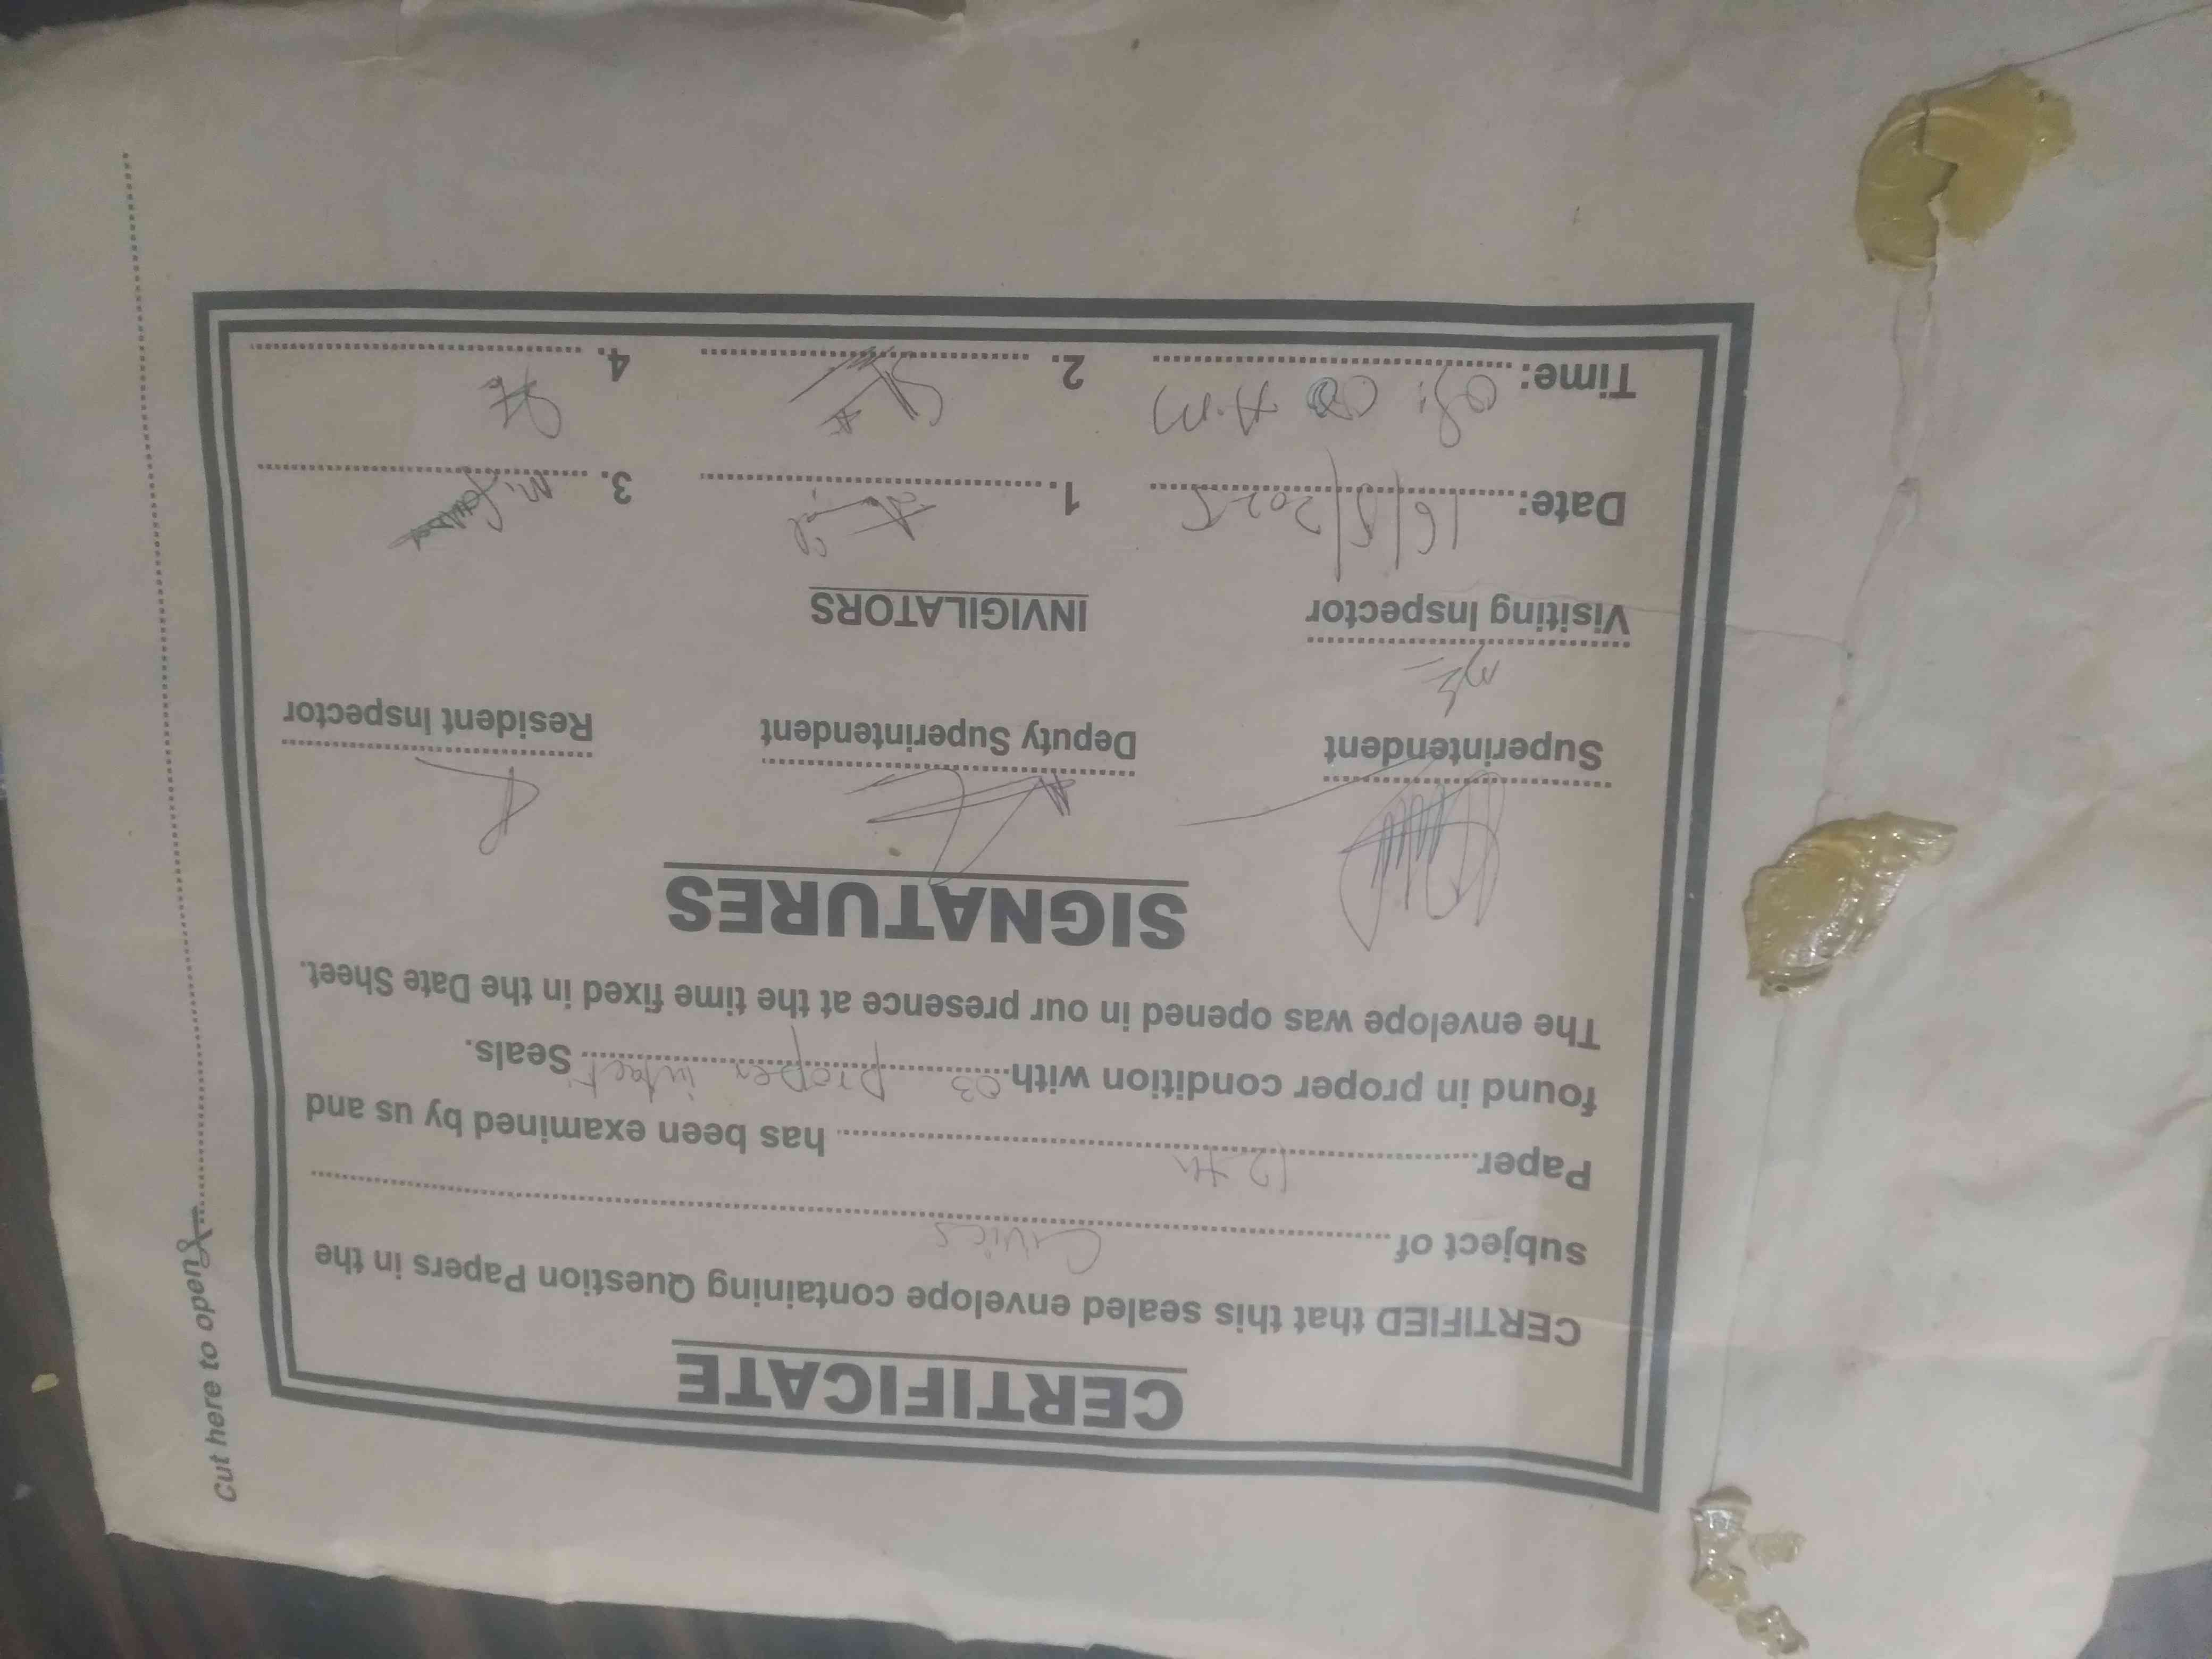 CERTIFICATE
CERTIFIED that this sealed envelope containing Question Papers in the
subject of Civics
Paper 12th has been examined by us and
found in proper condition with 03 proper intact Seals.
The envelope was opened in our presence at the time fixed in the Date Sheet.
SIGNATURES
Superintendent Deputy Superintendent Resident Inspector
Visiting Inspector INVIGILATORS
Date: 16/5/2025 1. 3.
Time: 09:00 A.M 2. 4.
Cut here to open